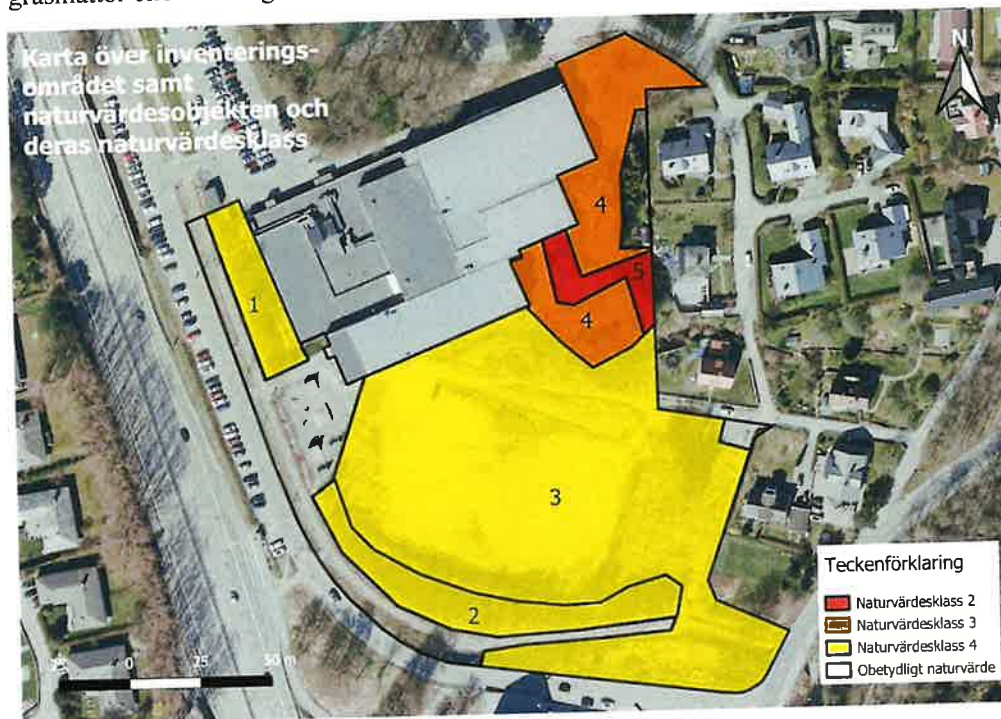 Karta över inventerings-
området samt
naturvärdesobjekten och
deras naturvärdesklass
N
4
5
1
4
3
2
Teckenförklaring
Naturvärdesklass 2
Naturvärdesklass 3
Naturvärdesklass 4
Obetydligt naturvärde
0 25 50 m